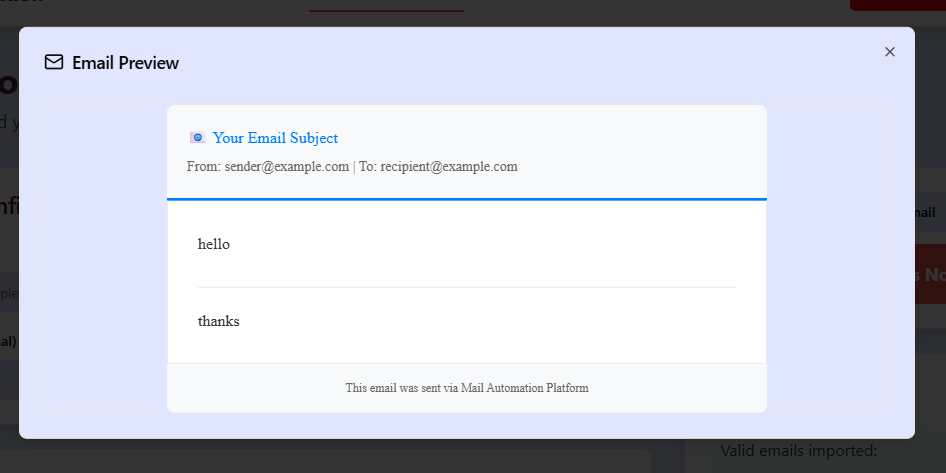 Email Preview
Your Email Subject
From: sender@example.com | To: recipient@example.com
hello
thanks
This email was sent via Mail Automation Platform
Valid emails imported: